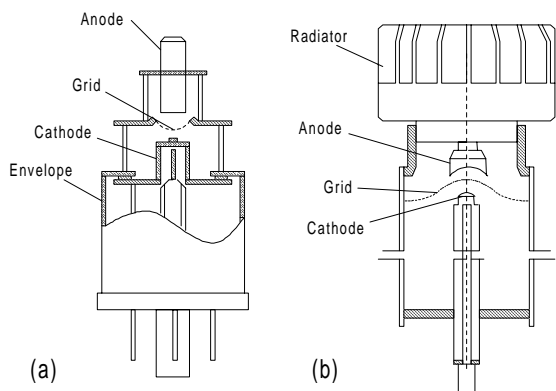 Anode
Grid
Cathode
Envelope
(a)
Radiator
Anode
Grid
Cathode
(b)